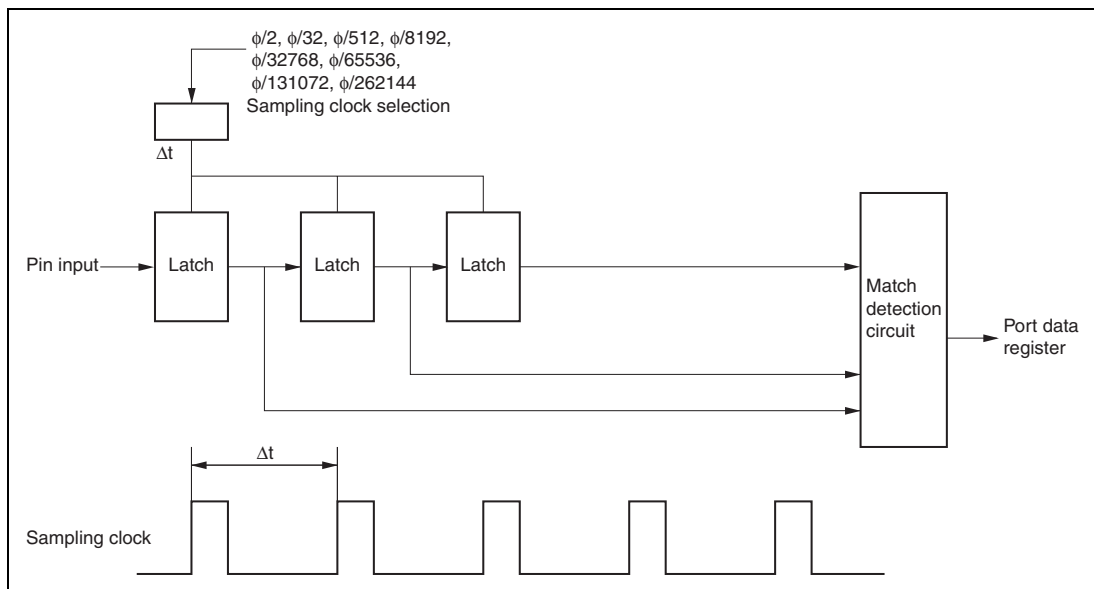 ϕ/2, ϕ/32, ϕ/512, ϕ/8192,
ϕ/32768, ϕ/65536,
ϕ/131072, ϕ/262144
Sampling clock selection
Δt
Pin input
Latch
Latch
Latch
Match
detection
circuit
Port data
register
Δt
Sampling clock